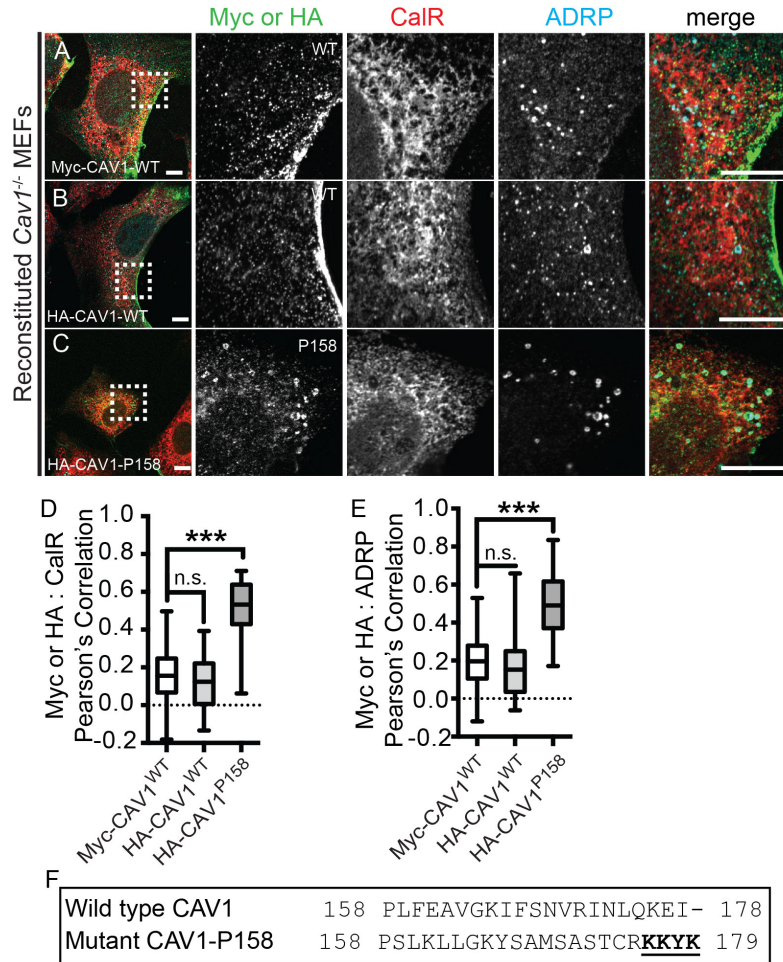 Myc or HA CalR ADRP merge
Reconstituted Cav1-/- MEFs
A
Myc-CAV1-WT
WT
B
HA-CAV1-WT
WT
C
HA-CAV1-P158
P158
D
Myc or HA : CalR
Pearson's Correlation
1.0
0.8
0.6
0.4
0.2
0.0
-0.2
***
n.s.
Myc-CAV1WT
HA-CAV1WT
HA-CAV1P158
E
Myc or HA : ADRP
Pearson's Correlation
1.0
0.8
0.6
0.4
0.2
0.0
-0.2
***
n.s.
Myc-CAV1WT
HA-CAV1WT
HA-CAV1P158
F
Wild type CAV1 158 PLFEAVGKIFSNVRINLQKEI- 178
Mutant CAV1-P158 158 PSLKLLGKYSAMSASTCRKKYK 179